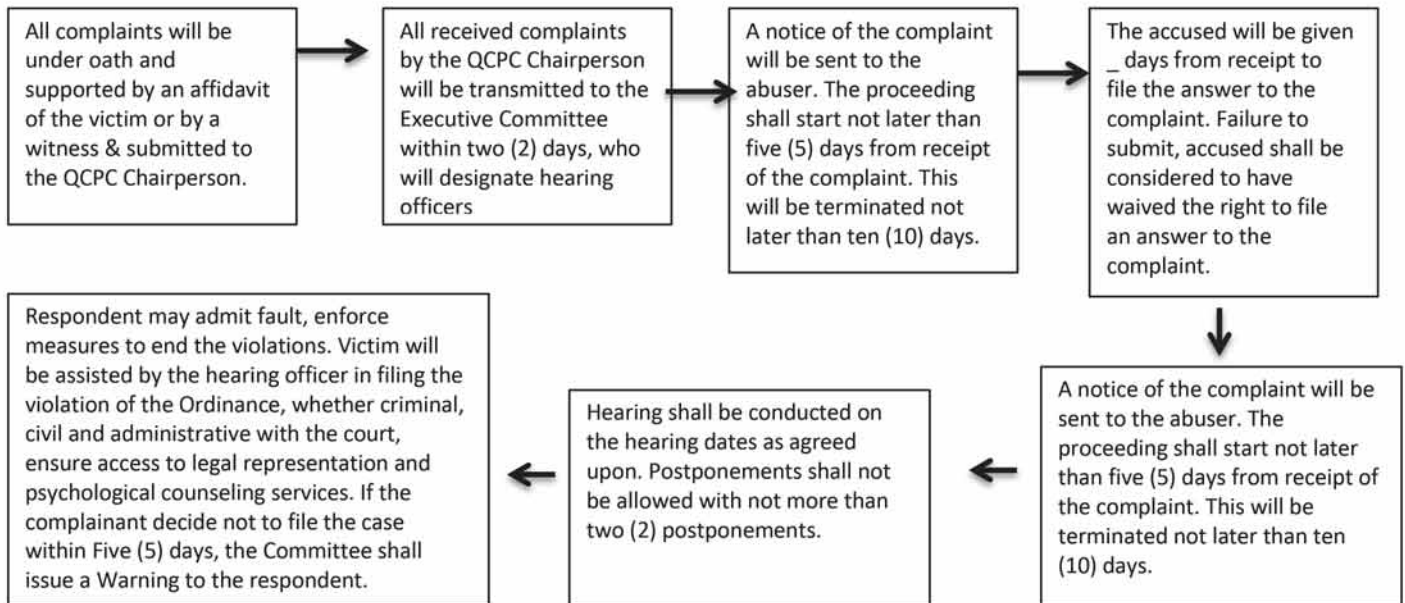 All complaints will be
under oath and
supported by an affidavit
of the victim or by a
witness & submitted to
the QCPC Chairperson.
All received complaints
by the QCPC Chairperson
will be transmitted to the
Executive Committee
within two (2) days, who
will designate hearing
officers
A notice of the complaint
will be sent to the
abuser. The proceeding
shall start not later than
five (5) days from receipt
of the complaint. This
will be terminated not
later than ten (10) days.
The accused will be given
_ days from receipt to
file the answer to the
complaint. Failure to
submit, accused shall be
considered to have
waived the right to file
an answer to the
complaint.
A notice of the complaint will be
sent to the abuser. The
proceeding shall start not later
than five (5) days from receipt of
the complaint. This will be
terminated not later than ten
(10) days.
Hearing shall be conducted on
the hearing dates as agreed
upon. Postponements shall not
be allowed with not more than
two (2) postponements.
Respondent may admit fault, enforce
measures to end the violations. Victim will
be assisted by the hearing officer in filing the
violation of the Ordinance, whether criminal,
civil and administrative with the court,
ensure access to legal representation and
psychological counseling services. If the
complainant decide not to file the case
within Five (5) days, the Committee shall
issue a Warning to the respondent.